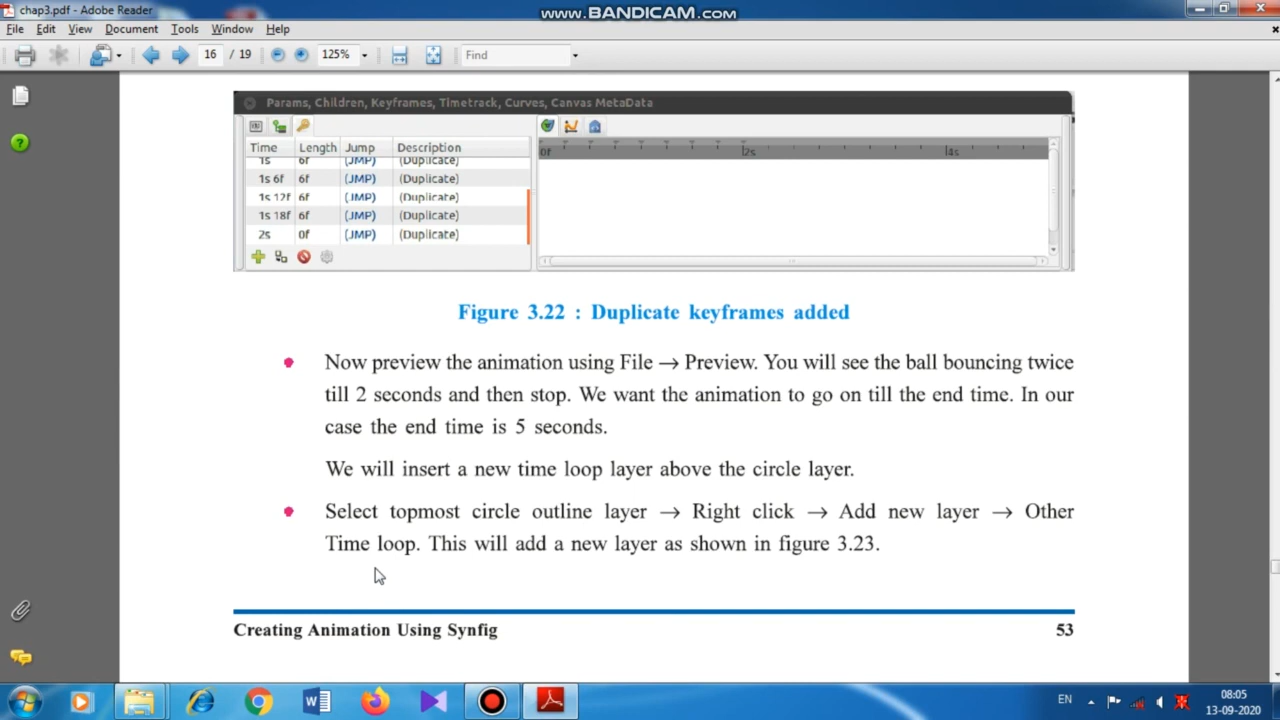 chap3.pdf - Adobe Reader
www.BANDICAM.com
File Edit View Document Tools Window Help
16 / 19 125% Find
Params, Children, Keyframes, Timetrack, Curves, Canvas MetaData
Time Length Jump Description
1s 6f (JMP) (Duplicate)
1s 6f 6f (JMP) (Duplicate)
1s 12f 6f (JMP) (Duplicate)
1s 18f 6f (JMP) (Duplicate)
2s 0f (JMP) (Duplicate)
0f 2s 4s
Figure 3.22 : Duplicate keyframes added
Now preview the animation using File → Preview. You will see the ball bouncing twice
till 2 seconds and then stop. We want the animation to go on till the end time. In our
case the end time is 5 seconds.
We will insert a new time loop layer above the circle layer.
Select topmost circle outline layer → Right click → Add new layer → Other
Time loop. This will add a new layer as shown in figure 3.23.
Creating Animation Using Synfig 53
EN 08:05
13-09-2020